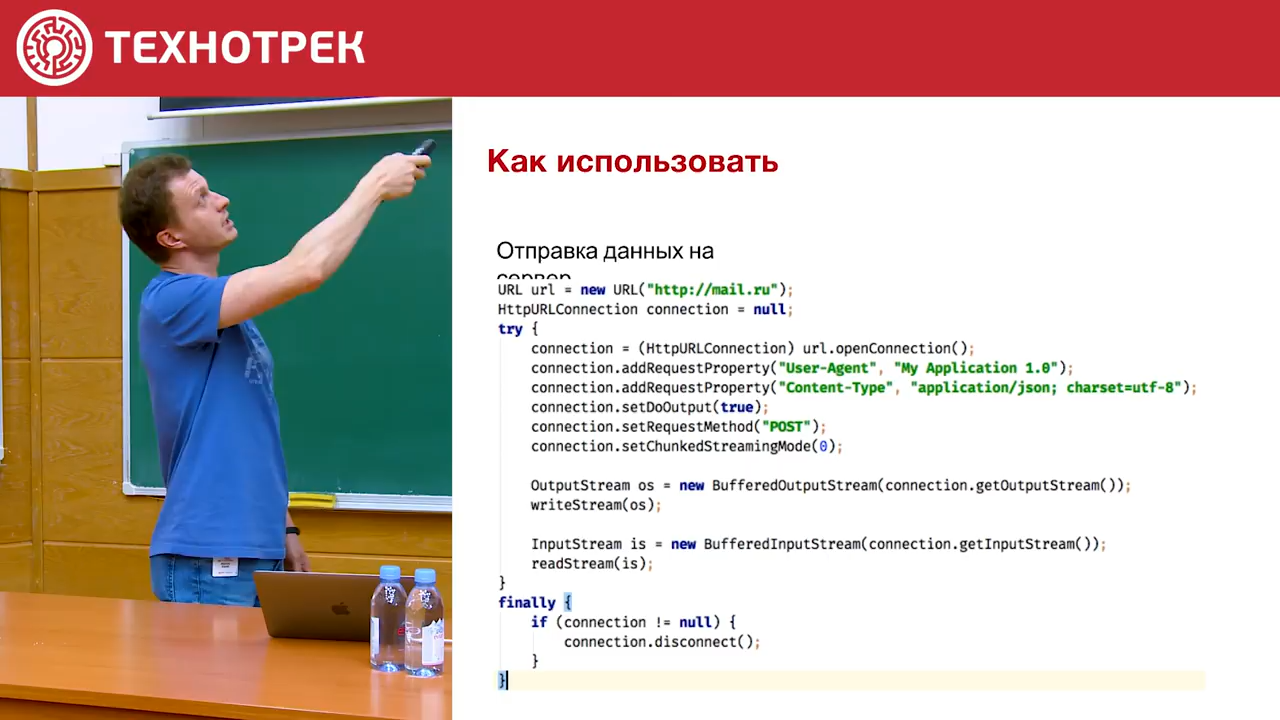 ТЕХНОТРЕК
Как использовать
Отправка данных на
сервер
URL url = new URL("http://mail.ru");
HttpURLConnection connection = null;
try {
connection = (HttpURLConnection) url.openConnection();
connection.addRequestProperty("User-Agent", "My Application 1.0");
connection.addRequestProperty("Content-Type", "application/json; charset=utf-8");
connection.setDoOutput(true);
connection.setRequestMethod("POST");
connection.setChunkedStreamingMode(0);
OutputStream os = new BufferedOutputStream(connection.getOutputStream());
writeStream(os);
InputStream is = new BufferedInputStream(connection.getInputStream());
readStream(is);
}
finally {
if (connection != null) {
connection.disconnect();
}
}